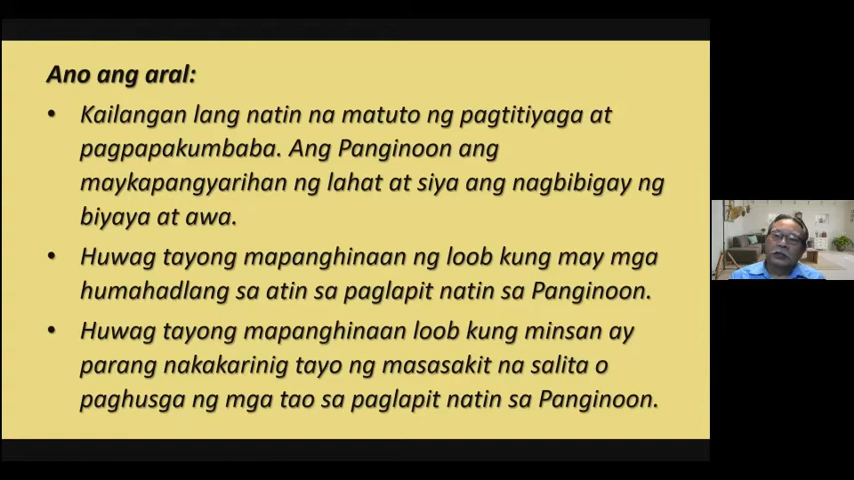 Ano ang aral:
• Kailangan lang natin na matuto ng pagtitiyaga at
pagpapakumbaba. Ang Panginoon ang
maykapangyarihan ng lahat at siya ang nagbibigay ng
biyaya at awa.
• Huwag tayong mapanghinaan ng loob kung may mga
humahadlang sa atin sa paglapit natin sa Panginoon.
• Huwag tayong mapanghinaan loob kung minsan ay
parang nakakarinig tayo ng masasakit na salita o
paghusga ng mga tao sa paglapit natin sa Panginoon.